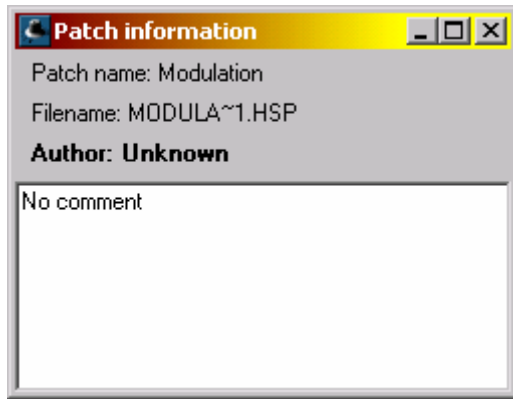 Patch information
Patch name: Modulation
Filename: MODULA~1.HSP
Author: Unknown
No comment